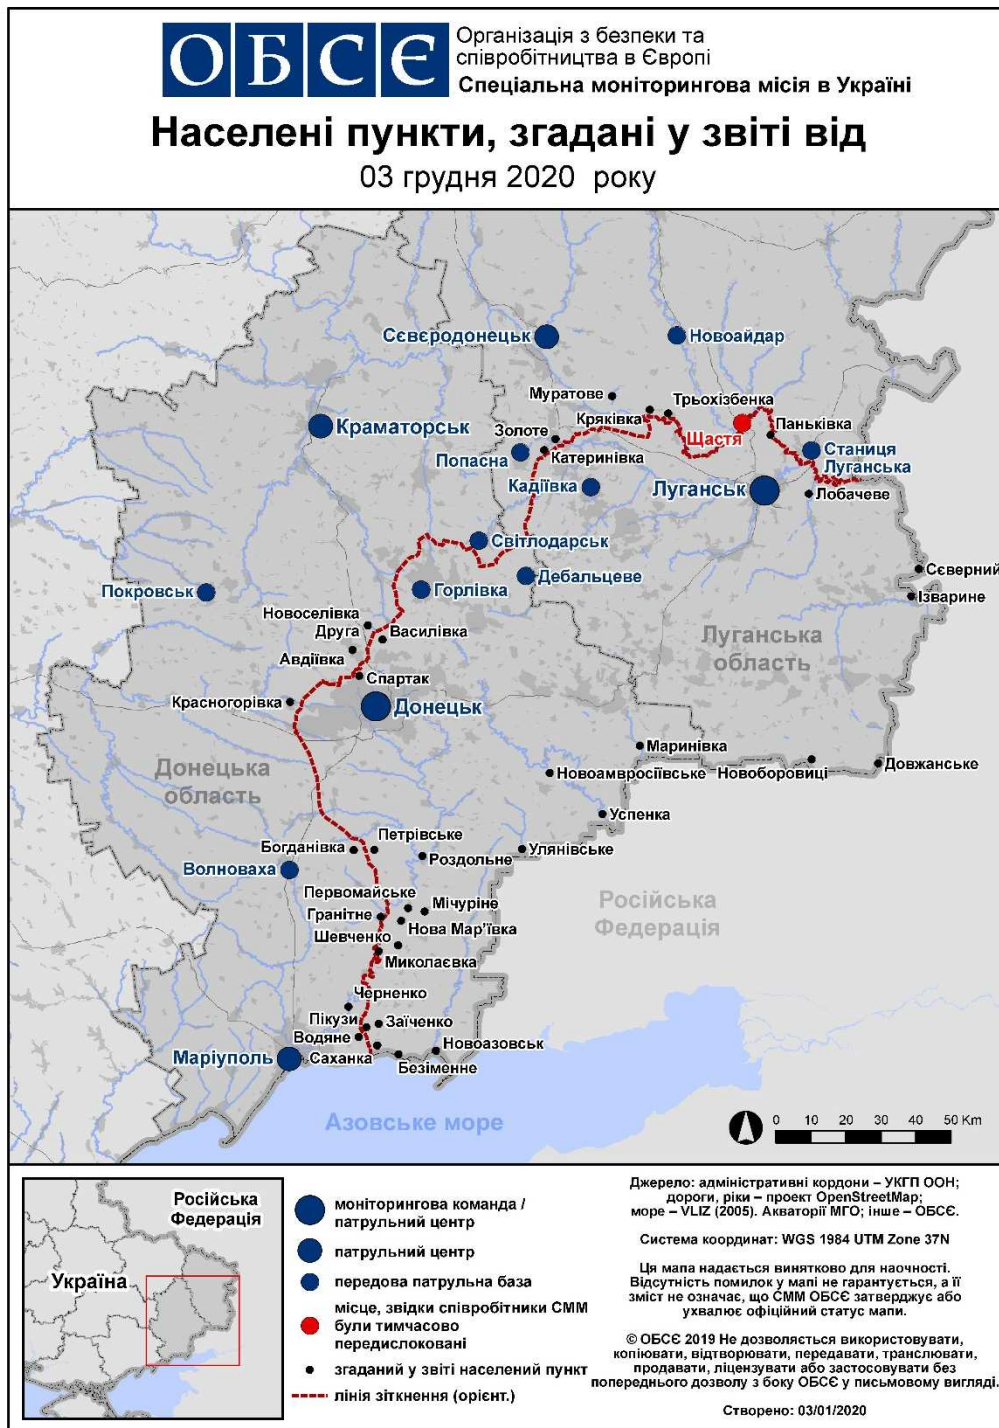 ОБСЄ
Організація з безпеки та
співробітництва в Європі
Спеціальна моніторингова місія в Україні
Населені пункти, згадані у звіті від
03 грудня 2020 року
Сєвєродонецьк
Новоайдар
Муратове
Трьохізбенка
Кряківка
Краматорськ
Золоте
Щастя
Паньківка
Попасна
Катеринівка
Станиця
Луганська
Кадіївка
Луганськ
Лобачеве
Світлодарськ
Дебальцеве
Сєверний
Покровськ
Горлівка
Ізварине
Новоселівка
Друга
Василівка
Луганська
область
Авдіївка
Спартак
Красногорівка
Донецьк
Маринівка
Донецька
область
Новоамвросіївське
Новоборовиці
Довжанське
Успенка
Петрівське
Богданівка
Роздольне
Улянівське
Волноваха
Первомайське
Мічуріне
Російська
Федерація
Гранітне
Нова Мар'ївка
Шевченко
Миколаєвка
Черненко
Пікузи
Заїченко
Водяне
Новоазовськ
Маріуполь
Саханка
Безіменне
Азовське море
0 10 20 30 40 50 Km
Російська
Федерація
Україна
моніторингова команда /
патрульний центр
патрульний центр
передова патрульна база
місце, звідки співробітники СММ
були тимчасово
передислоковані
згаданий у звіті населений пункт
лінія зіткнення (орієнт.)
Джерело: адміністративні кордони – УКГП ООН;
дороги, ріки – проект OpenStreetMap;
море – VLIZ (2005). Акваторії МГО; інше – ОБСЄ.
Система координат: WGS 1984 UTM Zone 37N
Ця мапа надається винятково для наочності.
Відсутність помилок у мапі не гарантується, а її
зміст не означає, що СММ ОБСЄ затверджує або
ухвалює офіційний статус мапи.
© ОБСЄ 2019 Не дозволяється використовувати,
копіювати, відтворювати, передавати, транслювати,
продавати, ліцензувати або застосовувати без
попереднього дозволу з боку ОБСЄ у письмовому вигляді.
Створено: 03/01/2020